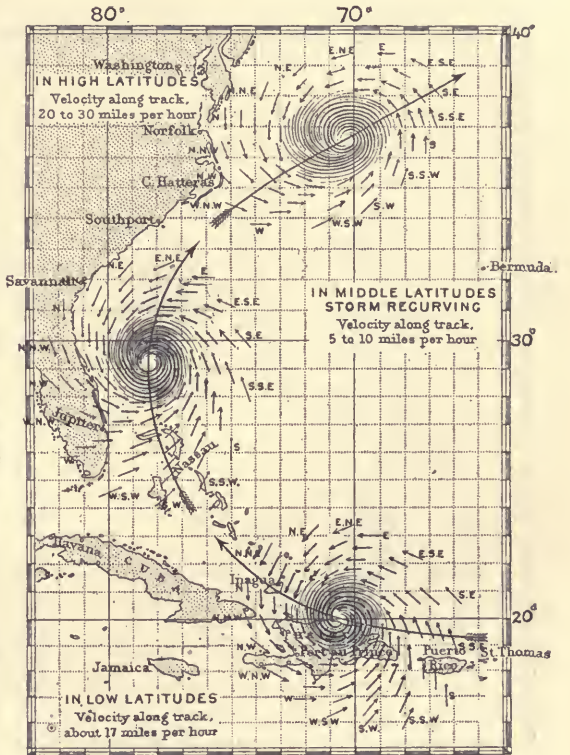 80° 70°
40°
Washington
IN HIGH LATITUDES
Velocity along track,
20 to 30 miles per hour
Norfolk
C. Hatteras
Southport
N.E
E.N.E
E
E.S.E
S.E
S.S.E
S
S.S.W
S.W
W.S.W
W
W.N.W
N.W
N.N.W
N
N.N.E
Savannah
Bermuda
IN MIDDLE LATITUDES
STORM RECURVING
Velocity along track,
5 to 10 miles per hour
30°
N.E
E.N.E
E
E.S.E
S.E
S.S.E
S
S.S.W
W
W.S.W
W
W.N.W
N.W
N.N.W
N
Jupiter
Nassau
Havana
CUBA
Inagua
N.E
E.N.E
E
E.S.E
S.E
S.S.E
S
S.S.W
S.W
W.S.W
W
W.N.W
N
N.N.E
20°
Port au Prince
Puerto
Rico
St. Thomas
Jamaica
IN LOW LATITUDES
Velocity along track,
about 17 miles per hour